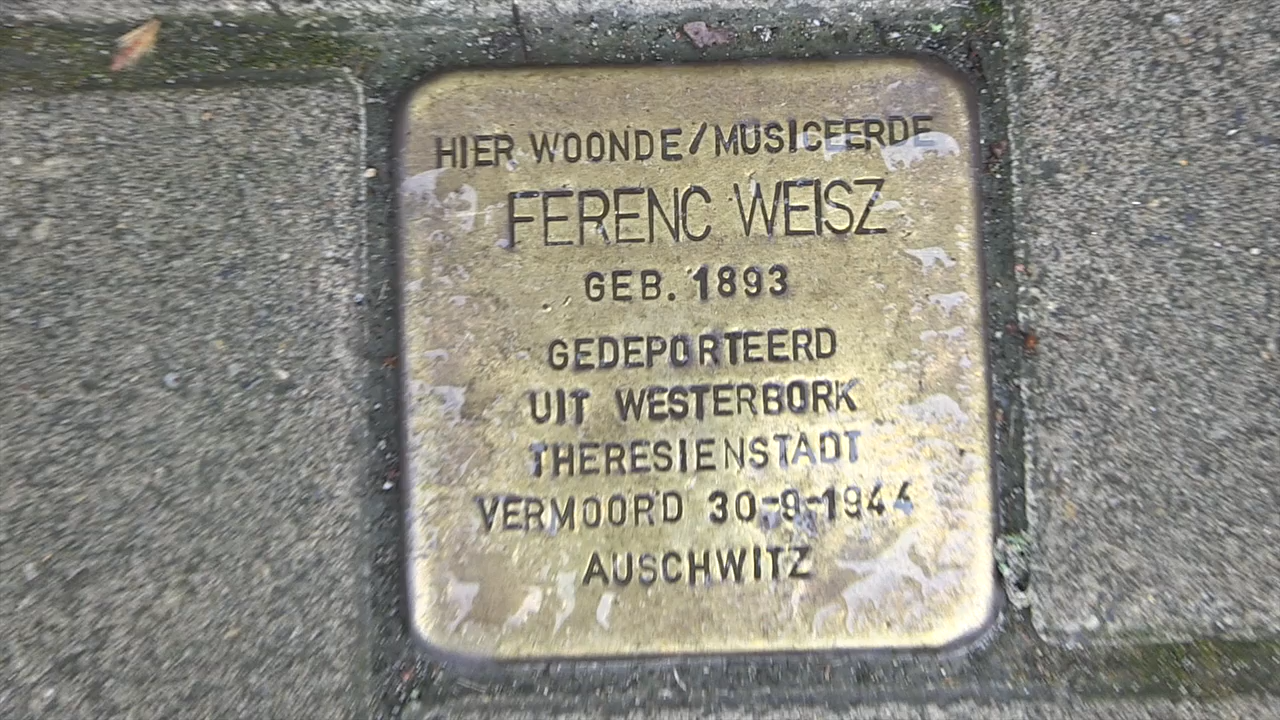 HIER WOONDE/MUSICEERDE
FERENC WEISZ
GEB. 1893
GEDEPORTEERD
UIT WESTERBORK
THERESIENSTADT
VERMOORD 30-9-1944
AUSCHWITZ